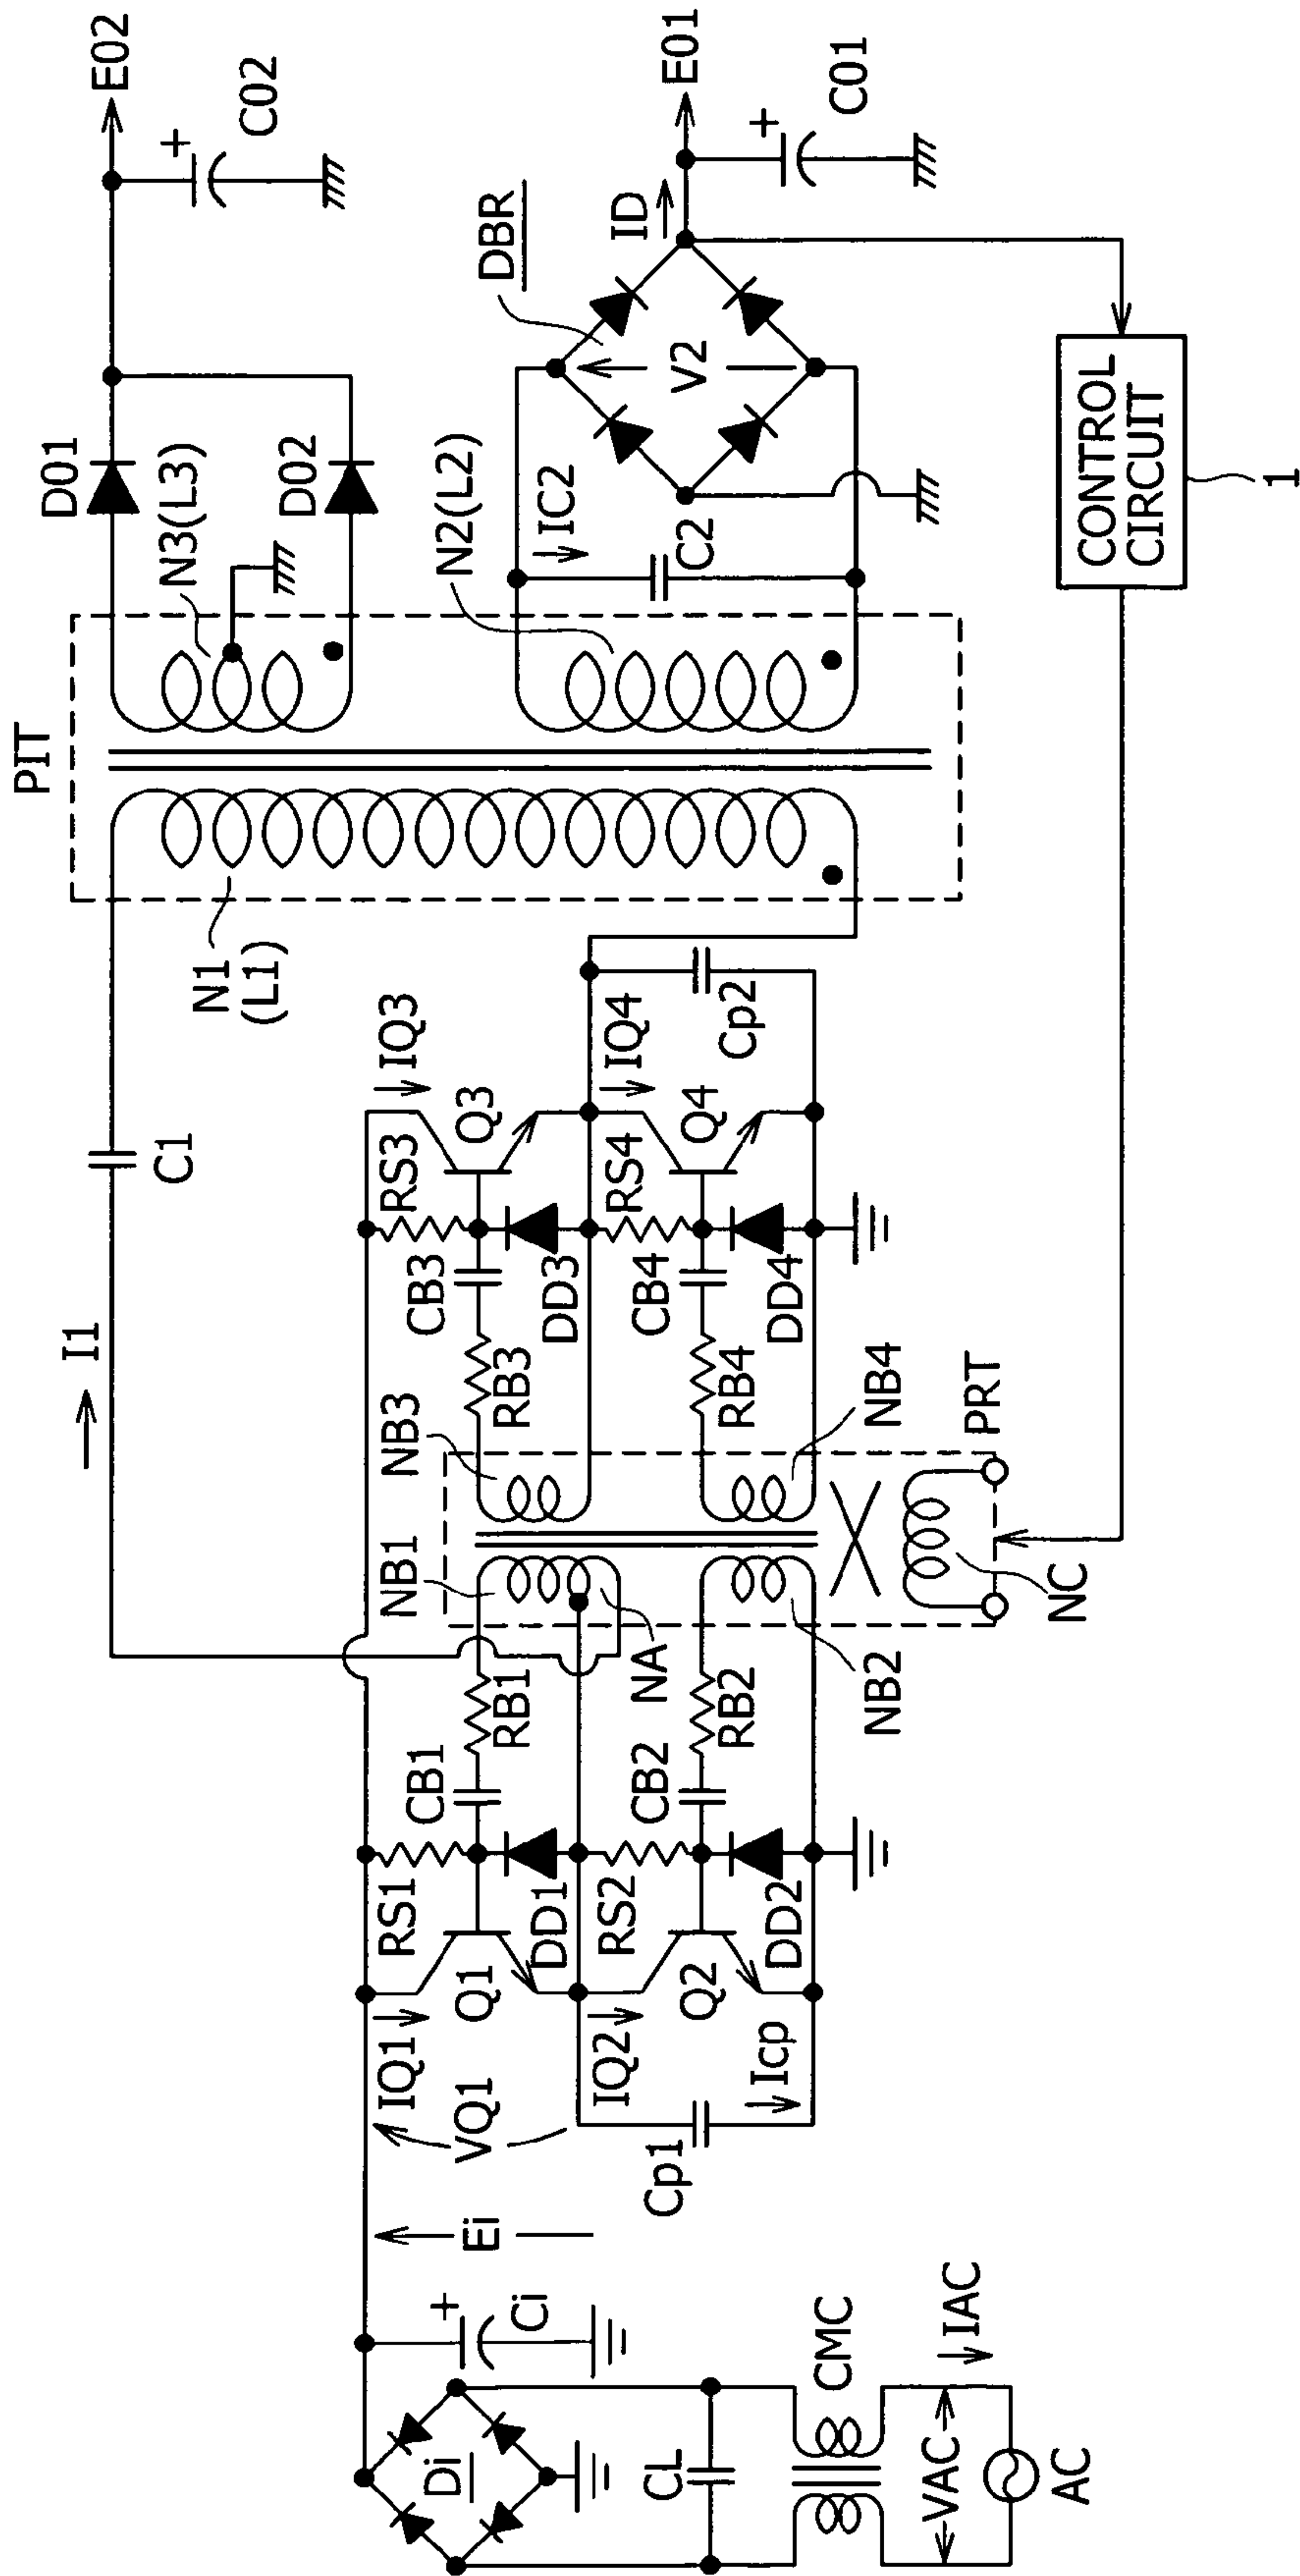 PIT
C1
I1
N1
(L1)
D01
N3(L3)
D02
E02
+
C02
DBR
ID
E01
+
C01
V2
IC2
C2
N2(L2)
CONTROL
CIRCUIT
1
IQ3
Q3
RS3
CB3
RB3
DD3
NB3
IQ4
Q4
RS4
CB4
RB4
DD4
NB4
Cp2
PRT
NC
NB1
NA
NB2
RB1
CB1
RS1
DD1
Q1
IQ1
VQ1
RB2
CB2
RS2
DD2
Q2
IQ2
Icp
Cp1
Ei
+
Ci
Di
CL
CMC
VAC
IAC
AC